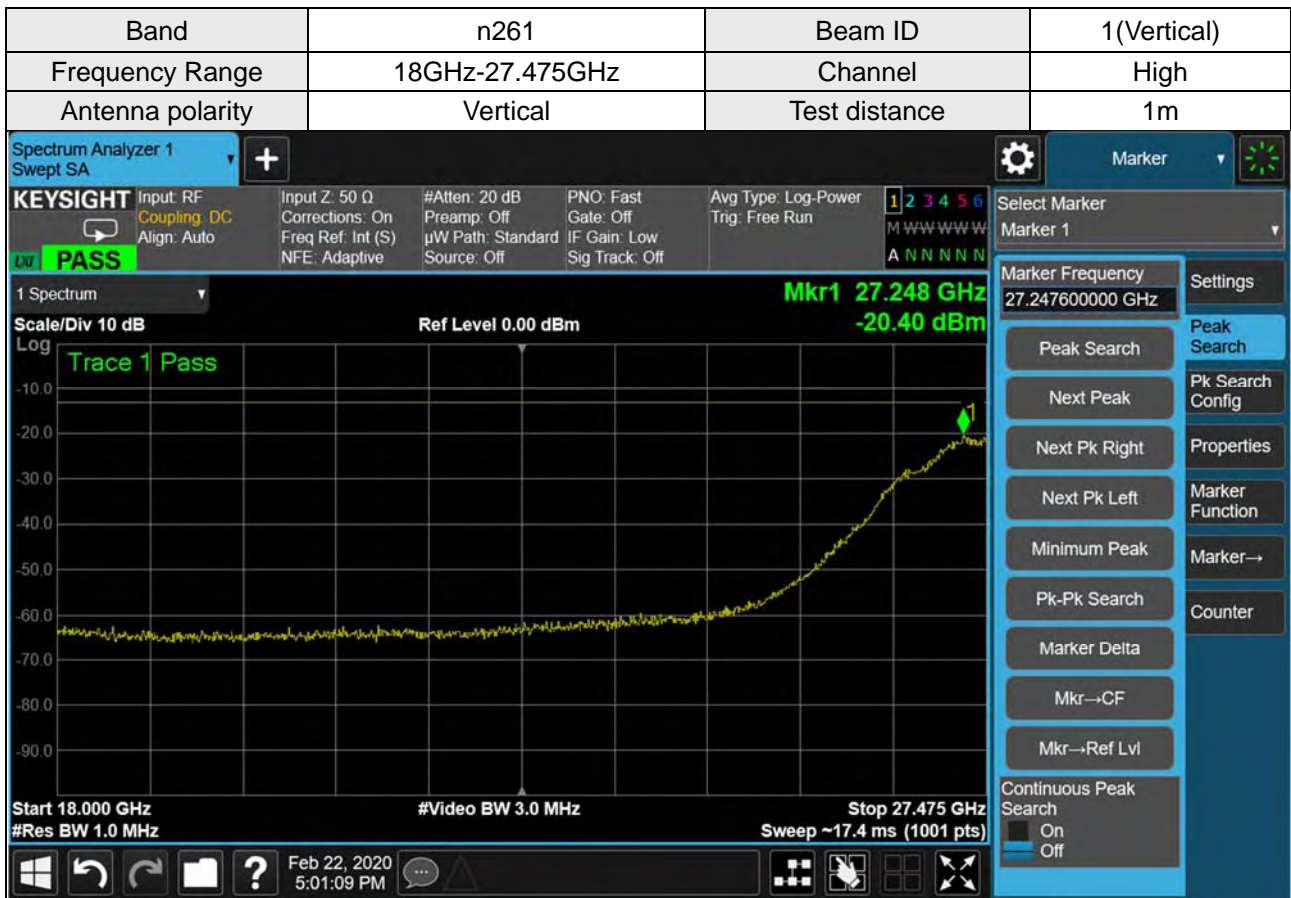 Band n261 Beam ID 1(Vertical)
Frequency Range 18GHz-27.475GHz Channel High
Antenna polarity Vertical Test distance 1m
Spectrum Analyzer 1
Swept SA
+
Marker
KEYSIGHT
LXI PASS
Input: RF
Coupling: DC
Align: Auto
Input Z: 50 Ω
Corrections: On
Freq Ref: Int (S)
NFE: Adaptive
#Atten: 20 dB
Preamp: Off
µW Path: Standard
Source: Off
PNO: Fast
Gate: Off
IF Gain: Low
Sig Track: Off
Avg Type: Log-Power
Trig: Free Run
1 2 3 4 5 6
M W W W W W
A N N N N N
Select Marker
Marker 1
1 Spectrum
Scale/Div 10 dB
Log
Ref Level 0.00 dBm
Mkr1 27.248 GHz
-20.40 dBm
Trace 1 Pass
1
-10.0
-20.0
-30.0
-40.0
-50.0
-60.0
-70.0
-80.0
-90.0
Start 18.000 GHz
#Res BW 1.0 MHz
#Video BW 3.0 MHz
Stop 27.475 GHz
Sweep ~17.4 ms (1001 pts)
Marker Frequency
27.247600000 GHz
Peak Search
Next Peak
Next Pk Right
Next Pk Left
Minimum Peak
Pk-Pk Search
Marker Delta
Mkr→CF
Mkr→Ref Lvl
Continuous Peak
Search
On
Off
Settings
Peak
Search
Pk Search
Config
Properties
Marker
Function
Marker→
Counter
?
Feb 22, 2020
5:01:09 PM